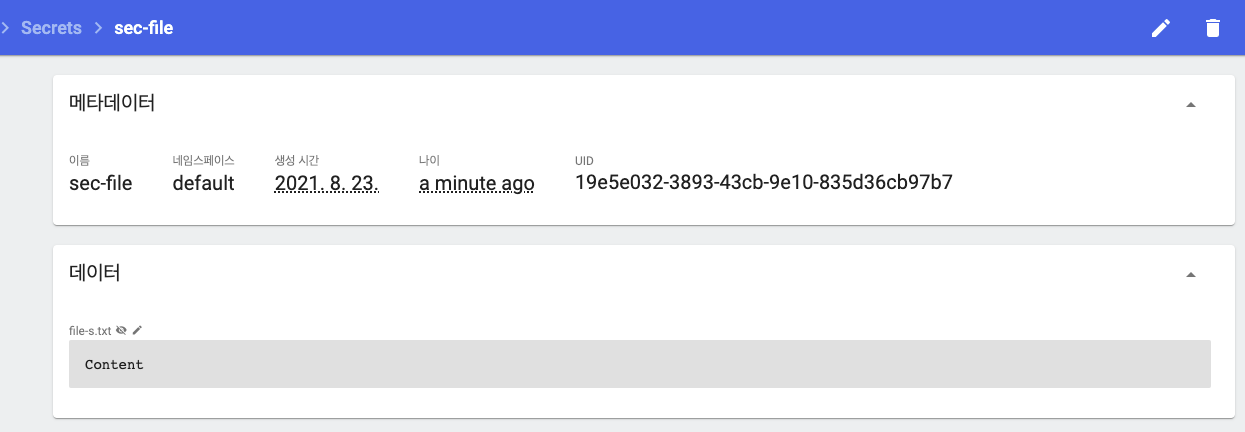 Secrets > sec-file
메타데이터
이름 네임스페이스 생성 시간 나이 UID
sec-file default 2021. 8. 23. a minute ago 19e5e032-3893-43cb-9e10-835d36cb97b7
데이터
file-s.txt
Content